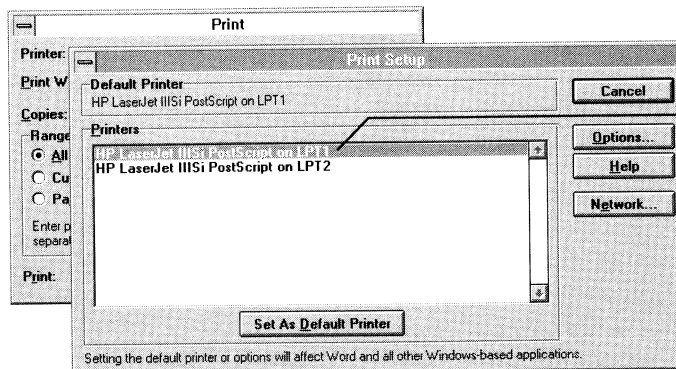 Print
Printer:
Print W
Copies:
Range
All
Cu
Pa
Enter p
separat
Print:
Print Setup
Default Printer
HP LaserJet IIISi PostScript on LPT1
Printers
HP LaserJet IIISi PostScript on LPT1
HP LaserJet IIISi PostScript on LPT2
Set As Default Printer
Setting the default printer or options will affect Word and all other Windows-based applications.
Cancel
Options...
Help
Network...